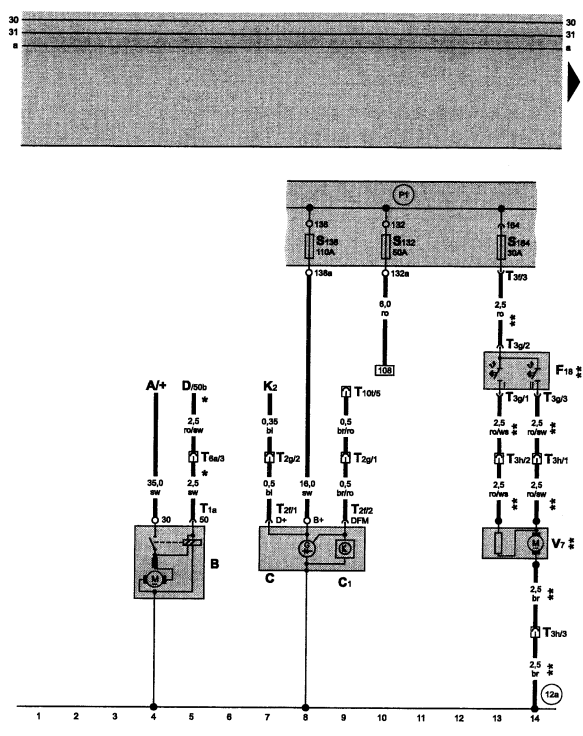 30 30
31 31
a a
P1
136 132 164
S136 S132 S164
110A 50A 30A
136a 132a T3f/3
6,0 2,5
ro ro **
108 T3g/2
F18 **
A/+ D/50b K2 T10t/5 T3g/1 T3g/3
*
2,5 0,35 0,5 2,5 2,5
ro/sw bl br/ro ro/ws ** ro/sw **
T6a/3 T2g/2 T2g/1 T3h/2 T3h/1
*
35,0 2,5 0,5 16,0 0,5 2,5 2,5
sw sw bl sw br/ro ro/ws ** ro/sw **
T1a T2f/1 T2f/2
30 50 D+ B+ DFM
M B G C C1 M V7 **
2,5
br **
T3h/3
2,5
br **
12a
1 2 3 4 5 6 7 8 9 10 11 12 13 14